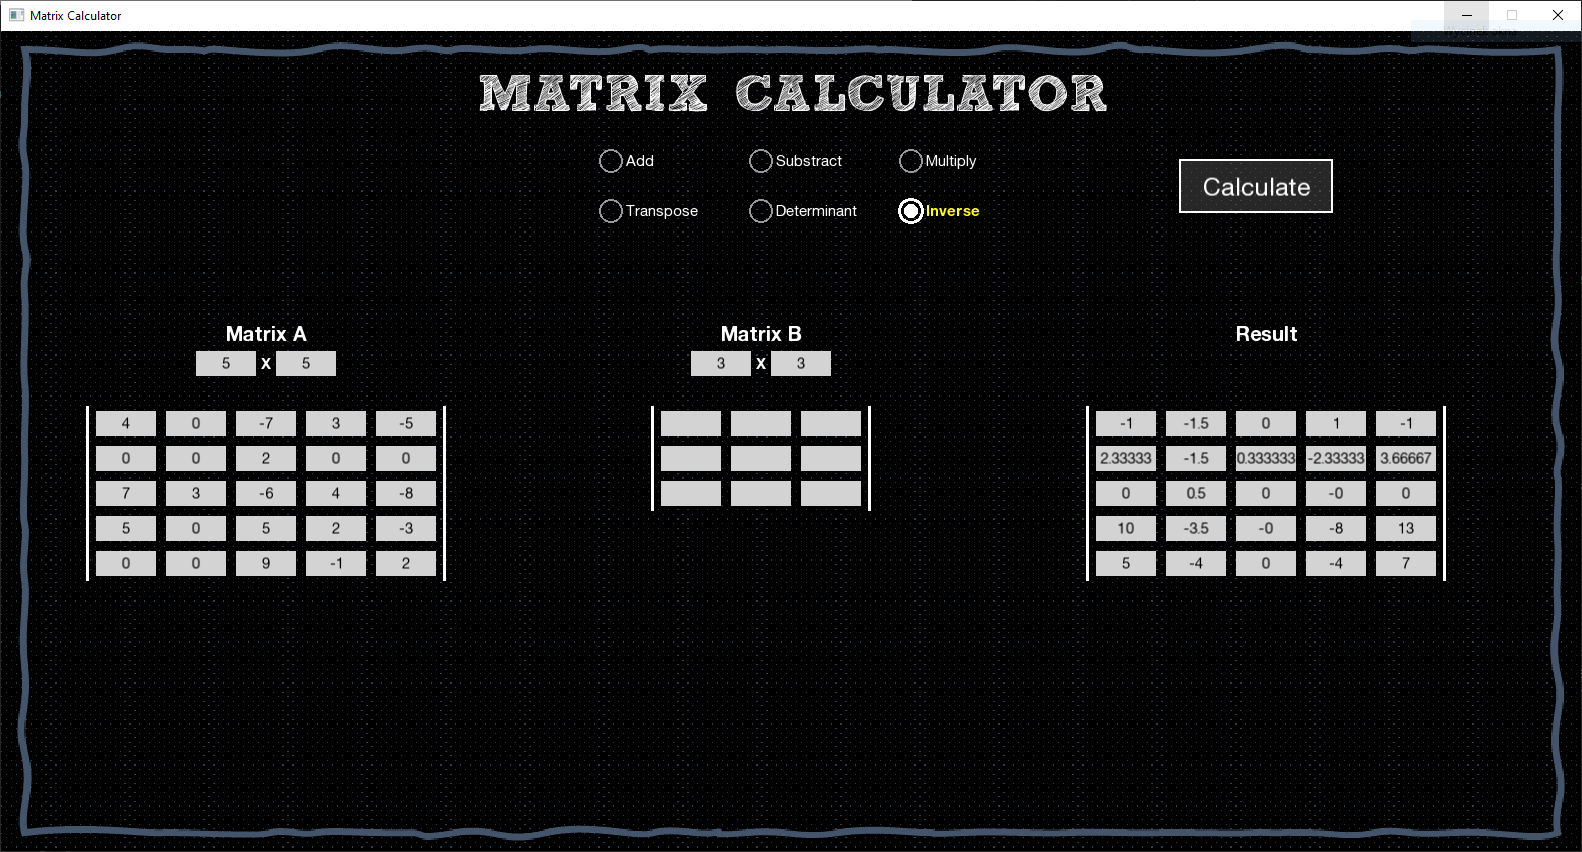 Matrix Calculator
MATRIX CALCULATOR
Add Substract Multiply
Calculate
Transpose Determinant Inverse
Matrix A Matrix B Result
5 X 5 3 X 3
4 0 -7 3 -5 -1 -1.5 0 1 -1
0 0 2 0 0 2.33333 -1.5 0.333333 -2.33333 3.66667
7 3 -6 4 -8 0 0.5 0 -0 0
5 0 5 2 -3 10 -3.5 -0 -8 13
0 0 9 -1 2 5 -4 0 -4 7